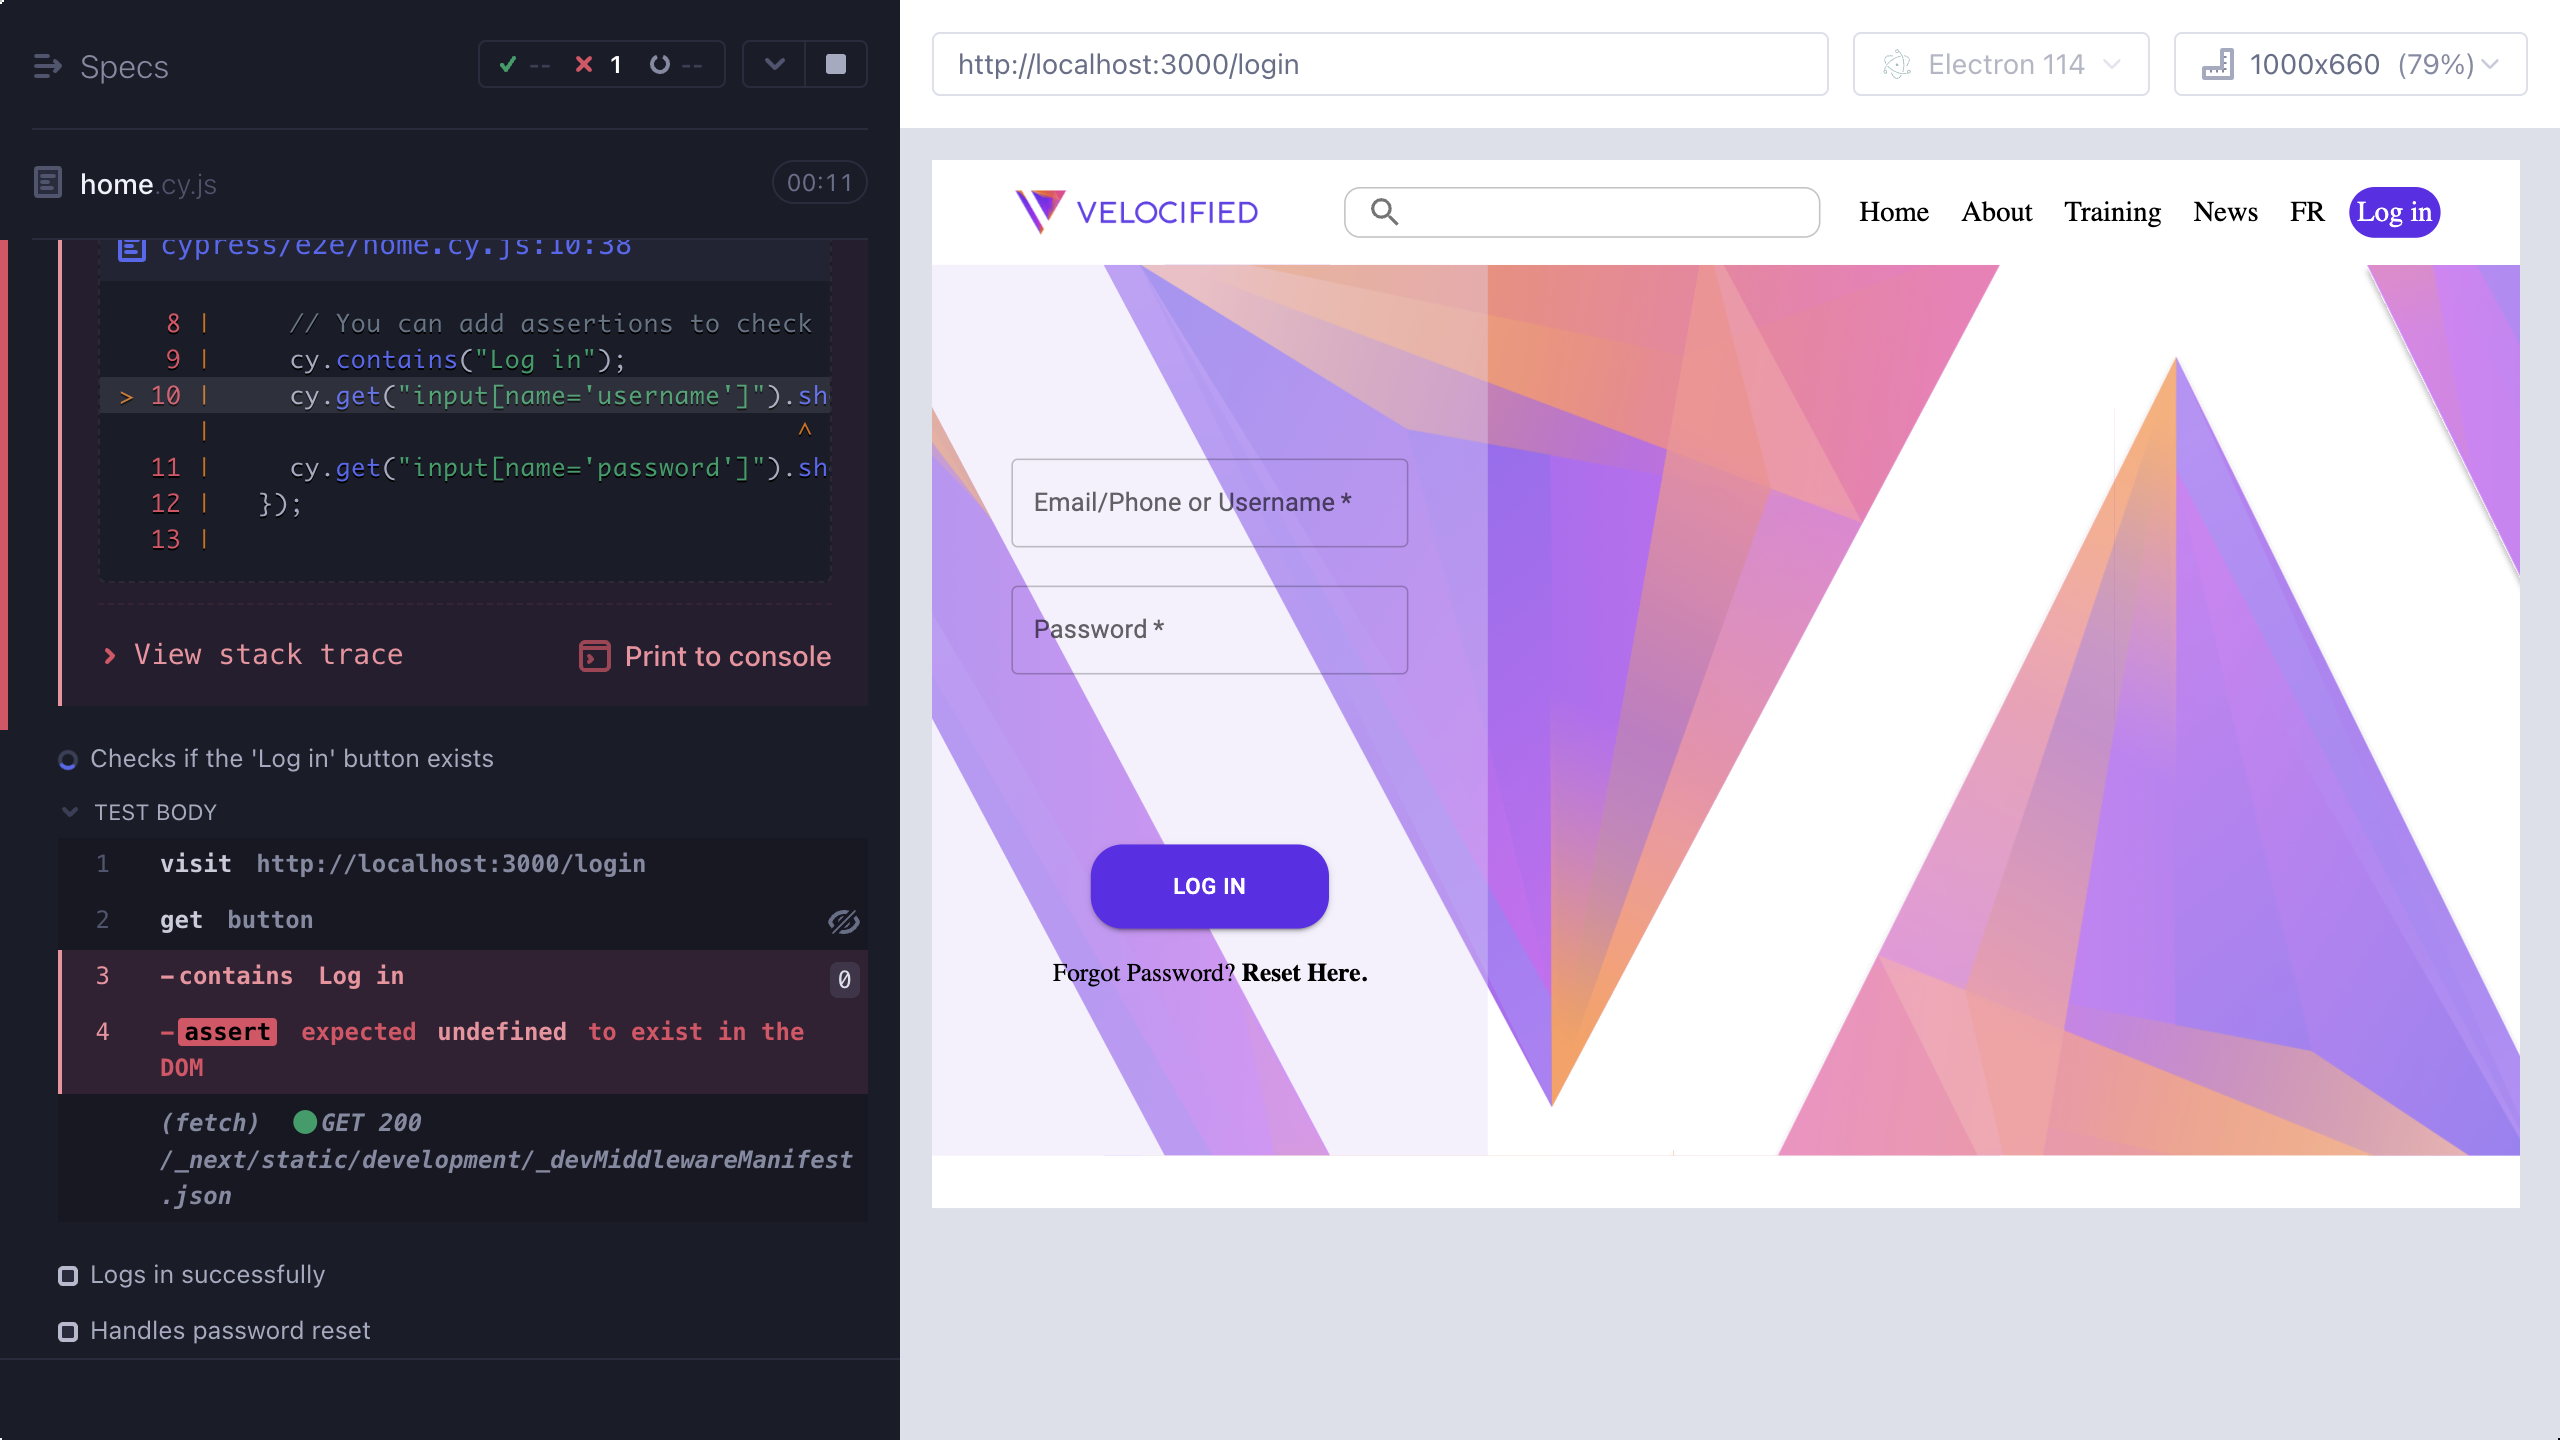 Specs
-- 1 --
home.cy.js 00:11
cypress/e2e/home.cy.js:10:38
8 | // You can add assertions to check
9 | cy.contains("Log in");
> 10 | cy.get("input[name='username']").sh
| ^
11 | cy.get("input[name='password']").sh
12 | });
13 |
View stack trace Print to console
Checks if the 'Log in' button exists
TEST BODY
1 visit http://localhost:3000/login
2 get button
3 -contains Log in 0
4 -assert expected undefined to exist in the
DOM
(fetch) GET 200
/_next/static/development/_devMiddlewareManifest
.json
Logs in successfully
Handles password reset
http://localhost:3000/login Electron 114 1000x660 (79%)
VELOCIFIED Home About Training News FR Log in
Email/Phone or Username *
Password *
LOG IN
Forgot Password? Reset Here.